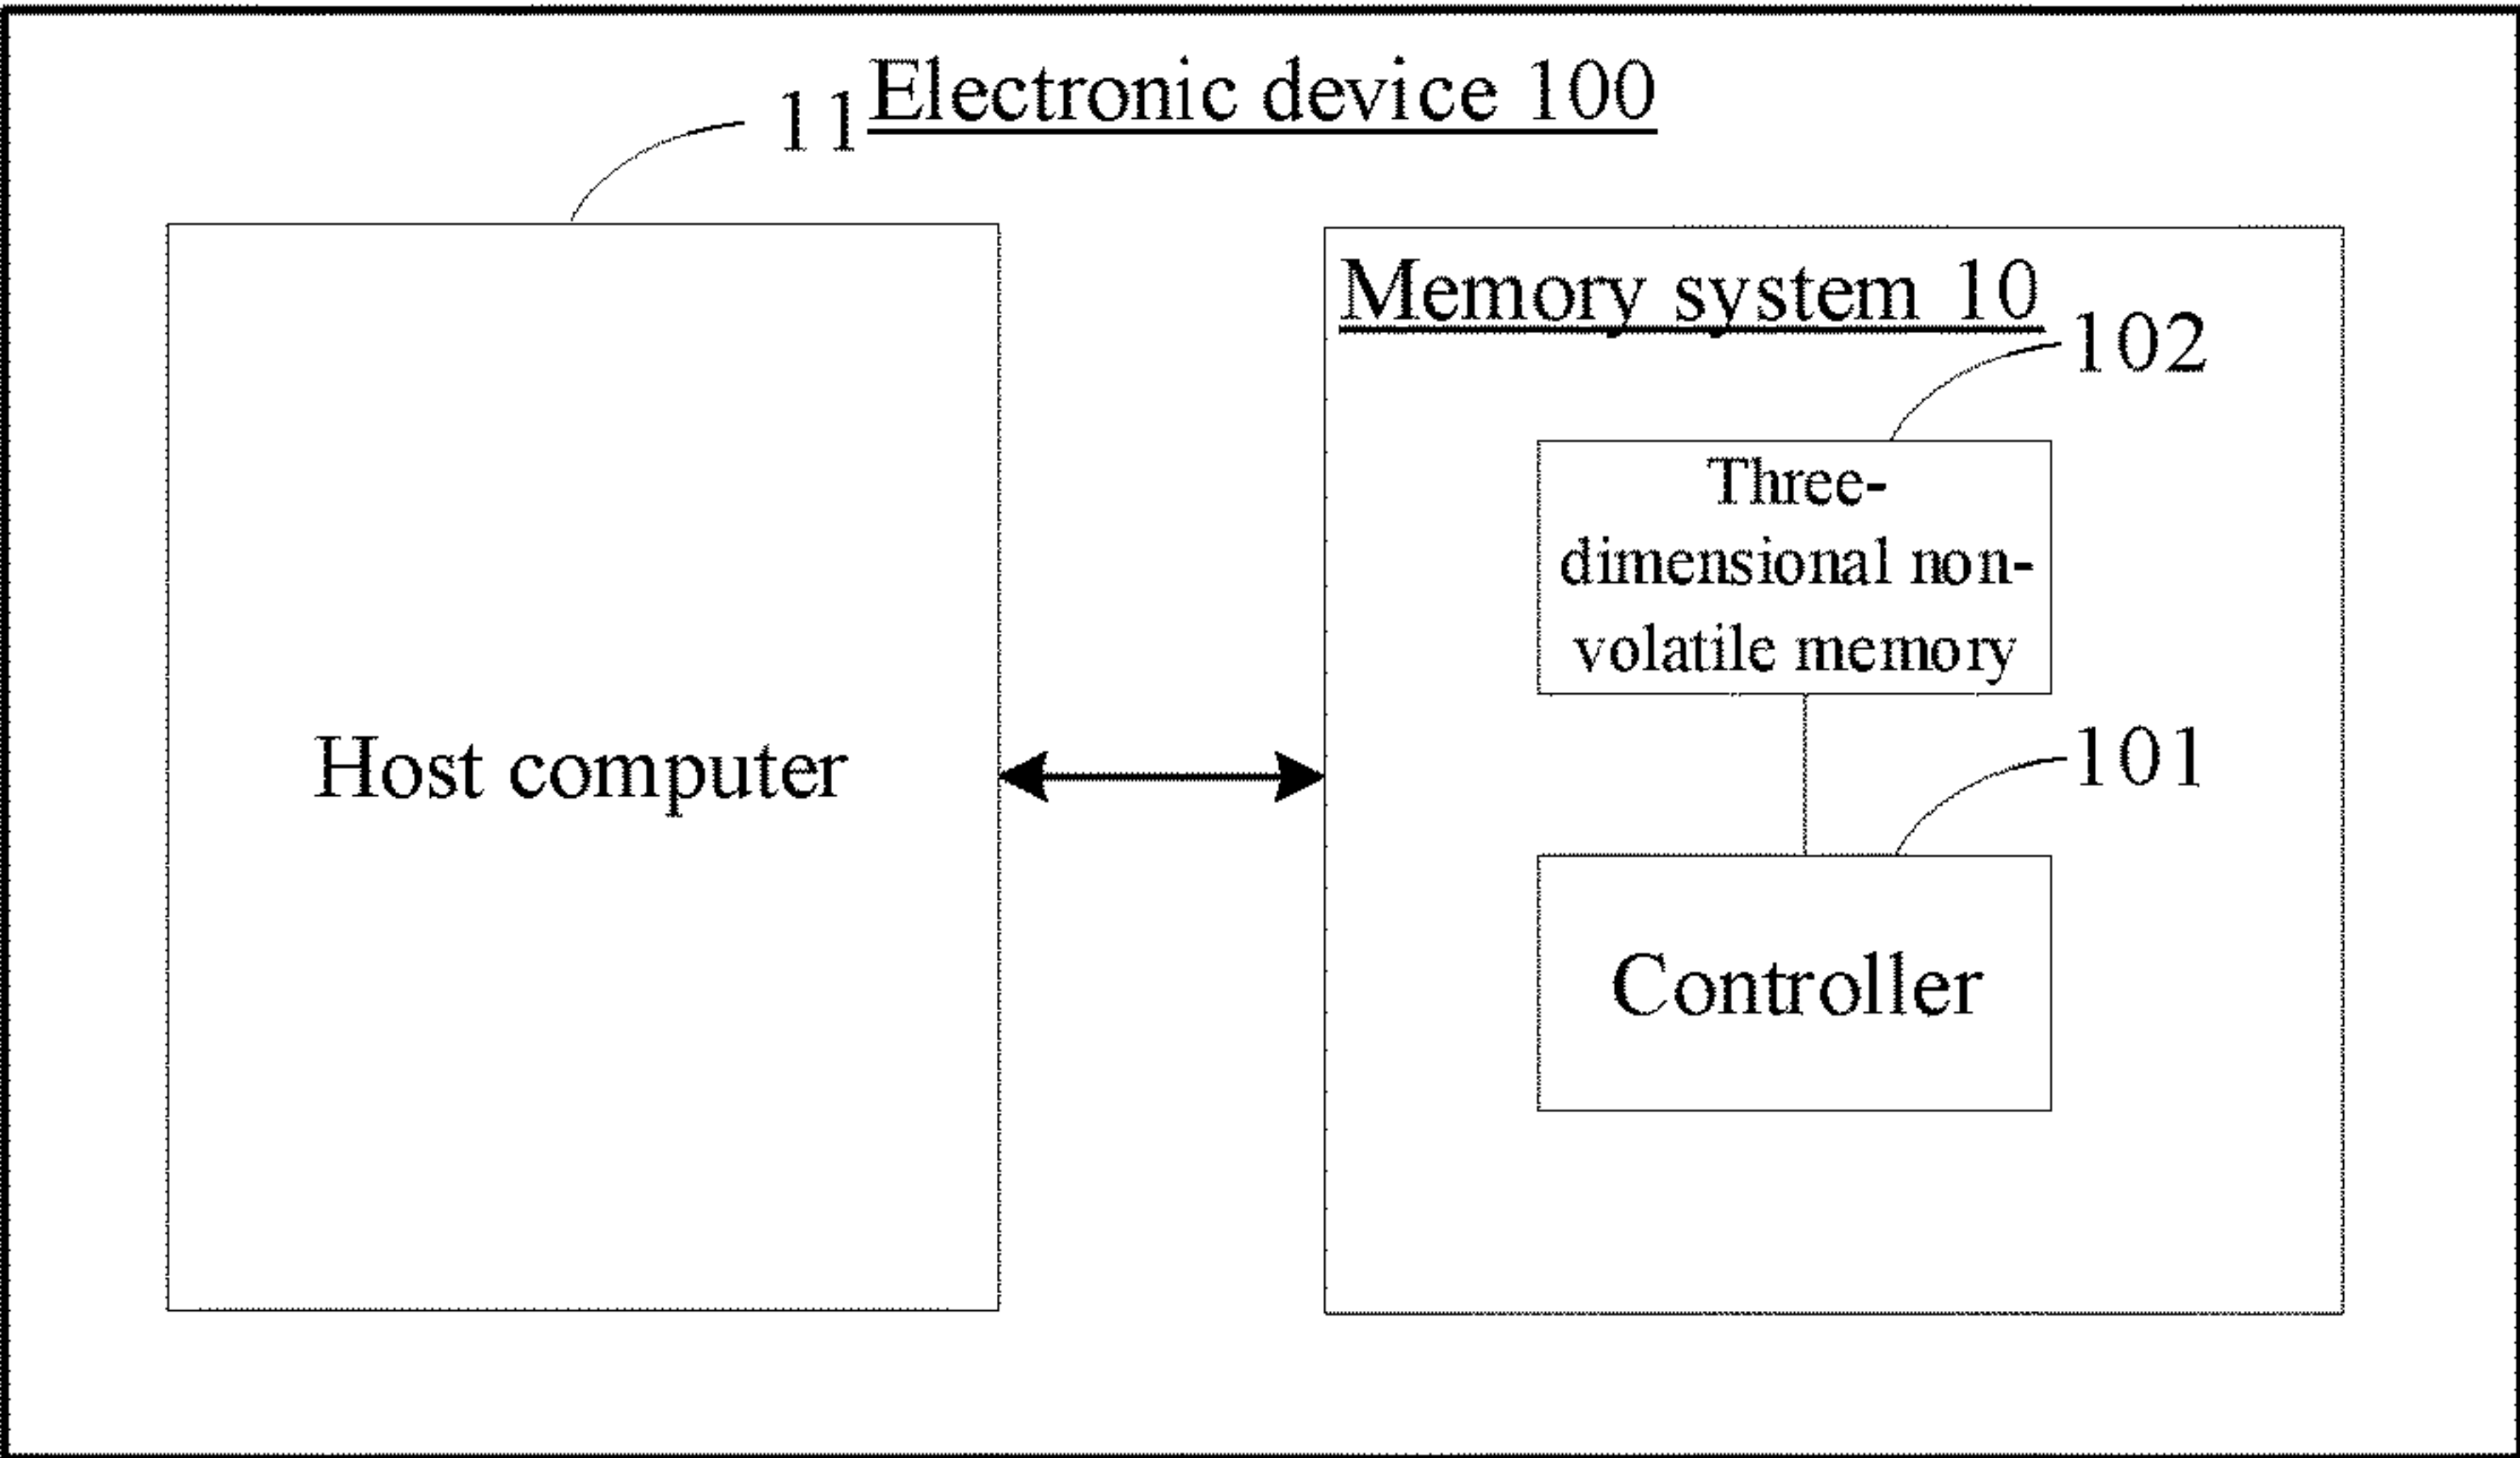 Electronic device 100
11
Memory system 10
102
Three-
dimensional non-
volatile memory
Host computer
101
Controller